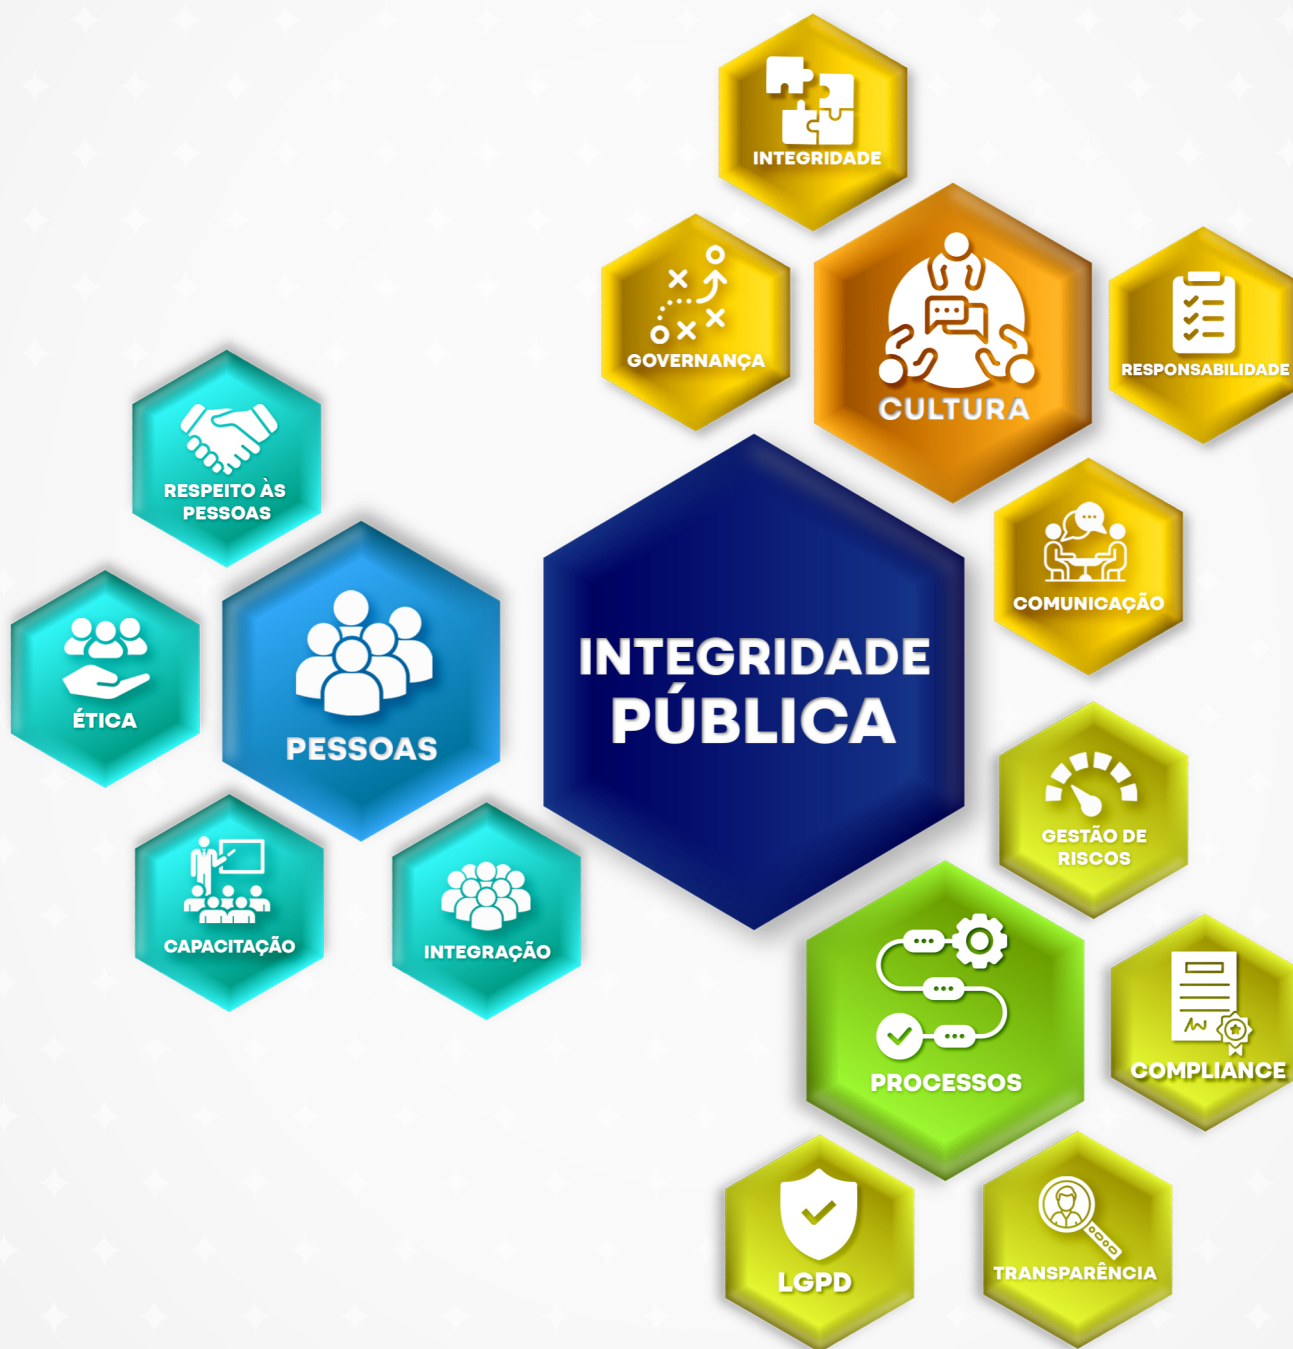 INTEGRIDADE
GOVERNANÇA
CULTURA
RESPONSABILIDADE
COMUNICAÇÃO
RESPEITO ÀS
PESSOAS
ÉTICA
PESSOAS
CAPACITAÇÃO
INTEGRAÇÃO
INTEGRIDADE
PÚBLICA
GESTÃO DE
RISCOS
PROCESSOS
COMPLIANCE
LGPD
TRANSPARÊNCIA